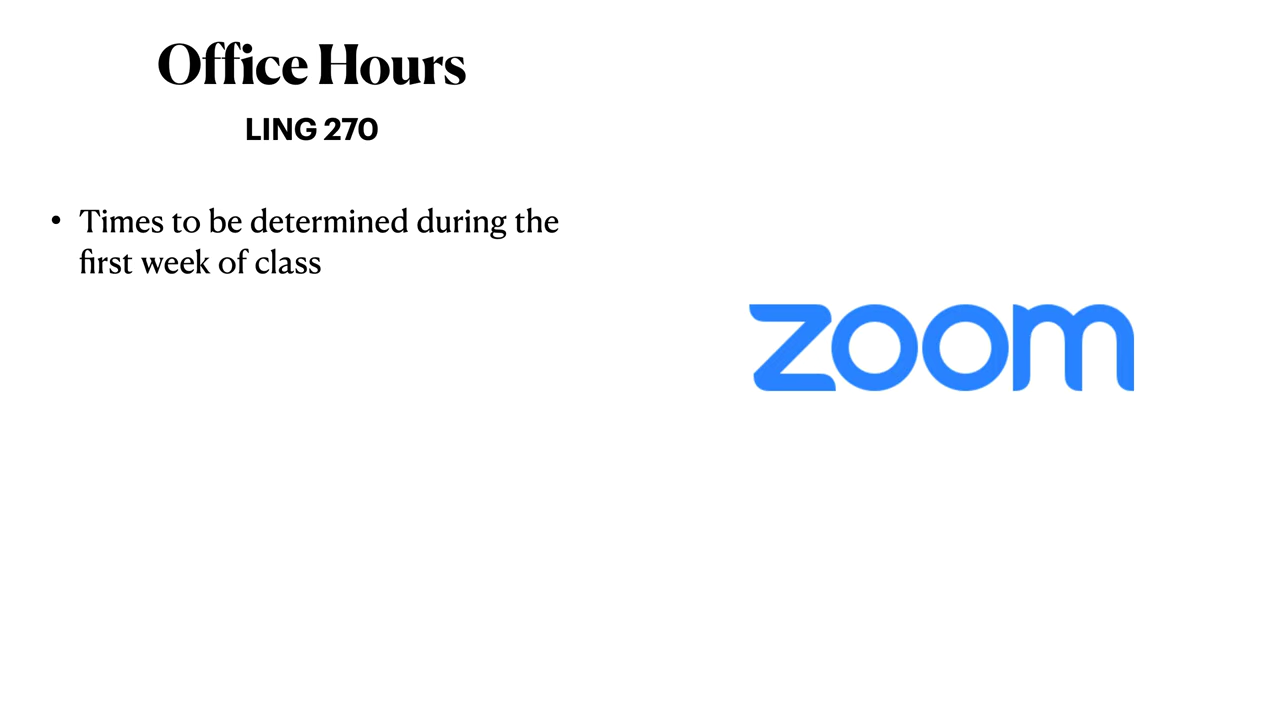 Office Hours
LING 270
• Times to be determined during the
first week of class
zoom